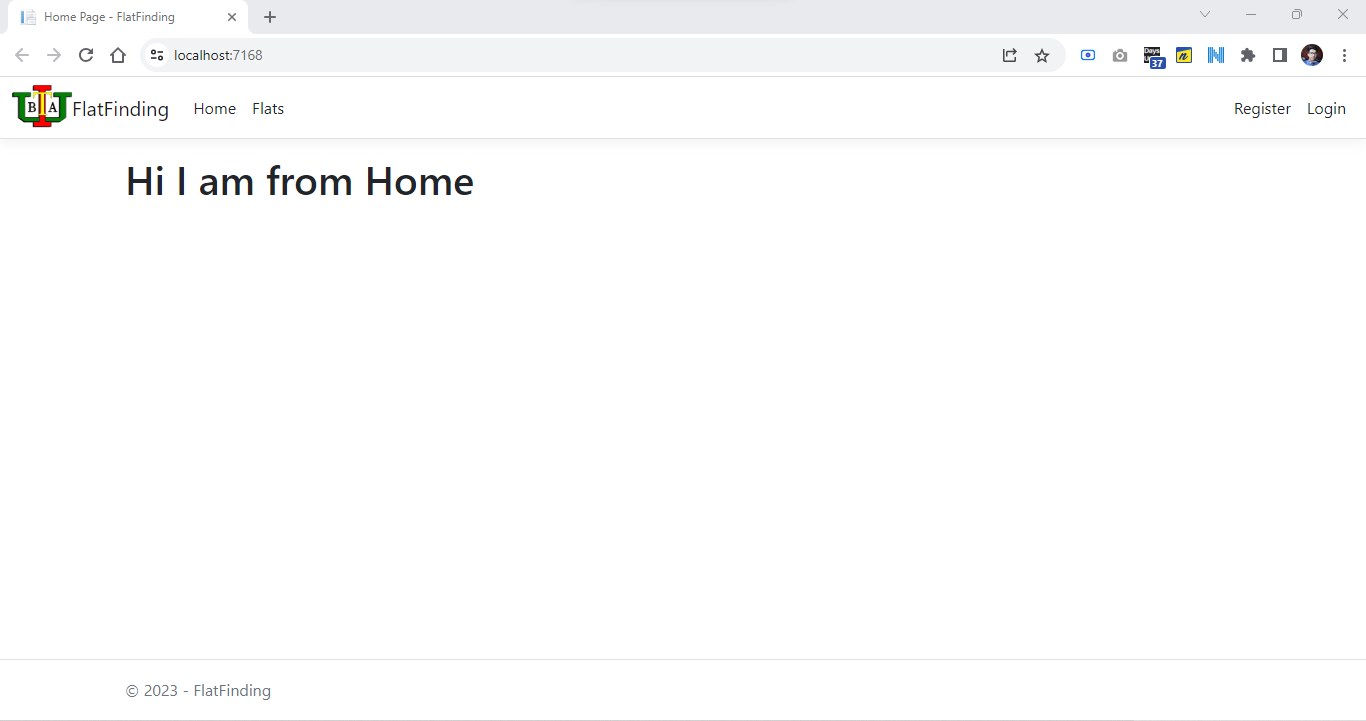 Home Page - FlatFinding
localhost:7168
Days
37
n
N
B A
FlatFinding
Home
Flats
Register
Login
Hi I am from Home
© 2023 - FlatFinding